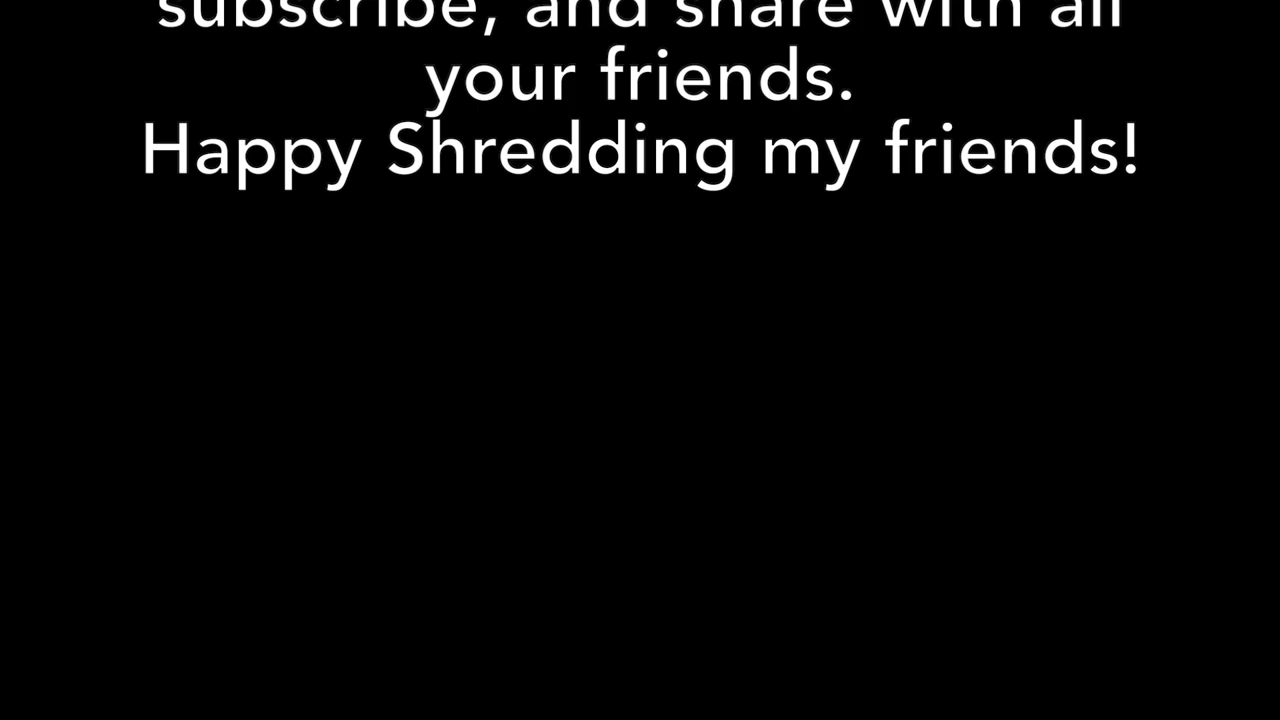 subscribe, and share with all
your friends.
Happy Shredding my friends!